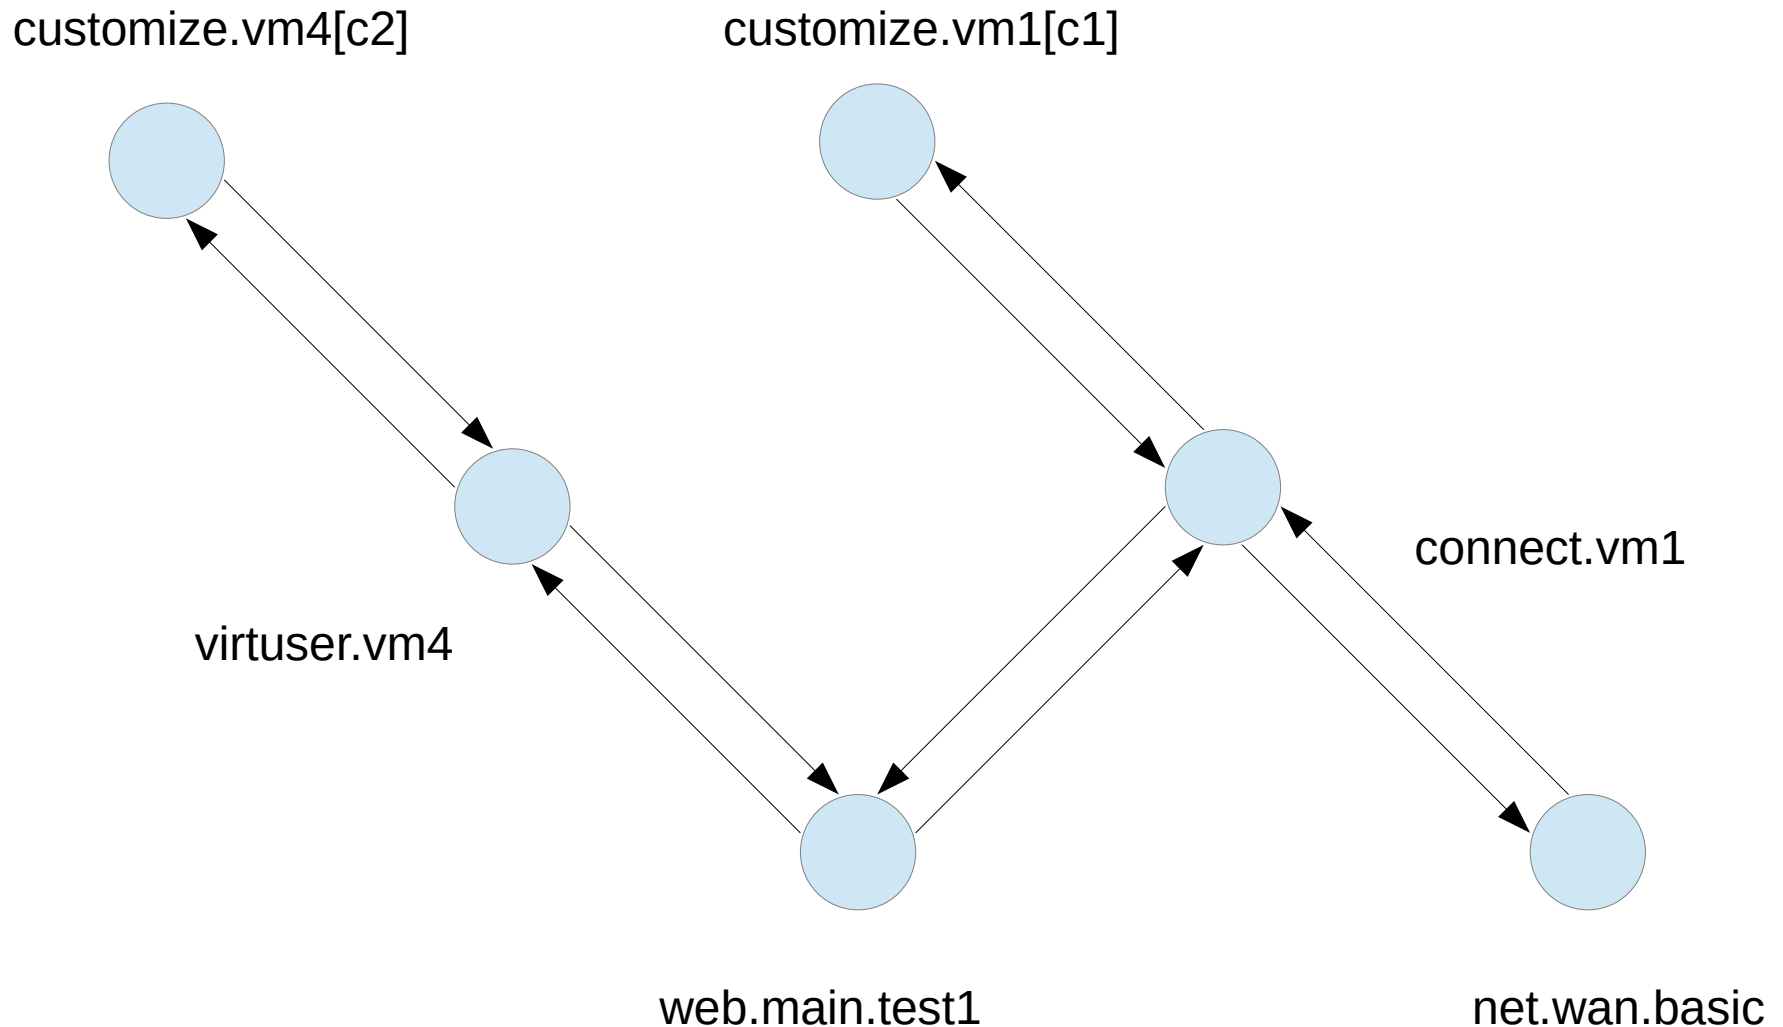 customize.vm4[c2]
customize.vm1[c1]
connect.vm1
virtuser.vm4
web.main.test1
net.wan.basic